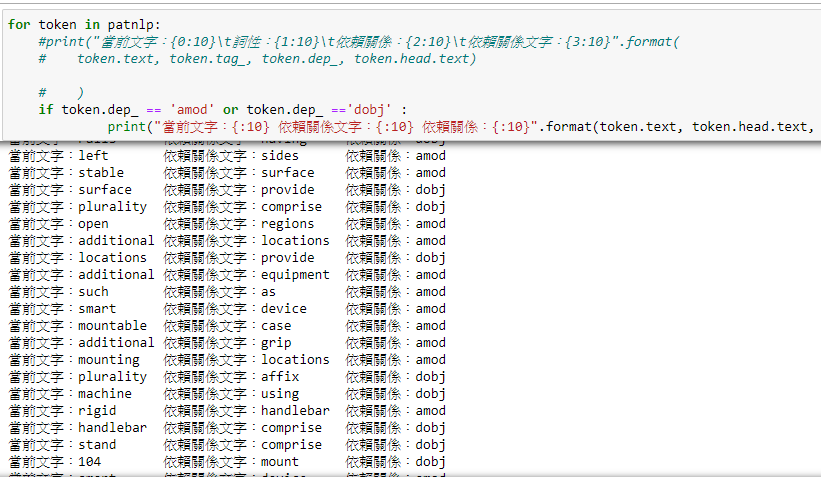 for token in patnlp:
#print("當前文字：{0:10}\t詞性：{1:10}\t依賴關係：{2:10}\t依賴關係文字：{3:10}".format(
#    token.text, token.tag_, token.dep_, token.head.text)
#    )
if token.dep_ == 'amod' or token.dep_ =='dobj' :
print("當前文字：{:10} 依賴關係文字：{:10} 依賴關係：{:10}".format(token.text, token.head.text,
當前文字：left 依賴關係文字：sides 依賴關係：amod
當前文字：stable 依賴關係文字：surface 依賴關係：amod
當前文字：surface 依賴關係文字：provide 依賴關係：dobj
當前文字：plurality 依賴關係文字：comprise 依賴關係：dobj
當前文字：open 依賴關係文字：regions 依賴關係：amod
當前文字：additional 依賴關係文字：locations 依賴關係：amod
當前文字：locations 依賴關係文字：provide 依賴關係：dobj
當前文字：additional 依賴關係文字：equipment 依賴關係：amod
當前文字：such 依賴關係文字：as 依賴關係：amod
當前文字：smart 依賴關係文字：device 依賴關係：amod
當前文字：mountable 依賴關係文字：case 依賴關係：amod
當前文字：additional 依賴關係文字：grip 依賴關係：amod
當前文字：mounting 依賴關係文字：locations 依賴關係：amod
當前文字：plurality 依賴關係文字：affix 依賴關係：dobj
當前文字：machine 依賴關係文字：using 依賴關係：dobj
當前文字：rigid 依賴關係文字：handlebar 依賴關係：amod
當前文字：handlebar 依賴關係文字：comprise 依賴關係：dobj
當前文字：stand 依賴關係文字：comprise 依賴關係：dobj
當前文字：104 依賴關係文字：mount 依賴關係：dobj